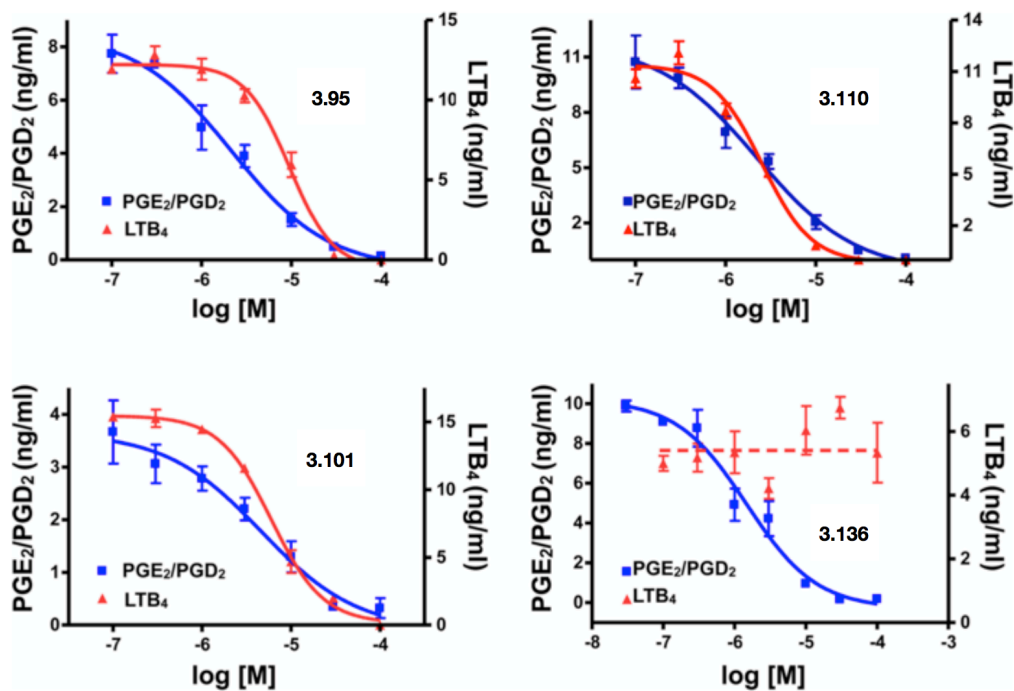 PGE₂/PGD₂ (ng/ml)
8
6
4
2
0
15
10
5
0
LTB₄ (ng/ml)
3.95
PGE₂/PGD₂
LTB₄
-7
-6
-5
-4
log [M]
PGE₂/PGD₂ (ng/ml)
11
8
5
2
14
11
8
5
2
LTB₄ (ng/ml)
3.110
PGE₂/PGD₂
LTB₄
-7
-6
-5
-4
log [M]
PGE₂/PGD₂ (ng/ml)
4
3
2
1
0
15
10
5
0
LTB₄ (ng/ml)
3.101
PGE₂/PGD₂
LTB₄
-7
-6
-5
-4
log [M]
PGE₂/PGD₂ (ng/ml)
10
8
6
4
2
0
6
4
2
0
LTB₄ (ng/ml)
3.136
PGE₂/PGD₂
LTB₄
-8
-7
-6
-5
-4
-3
log [M]